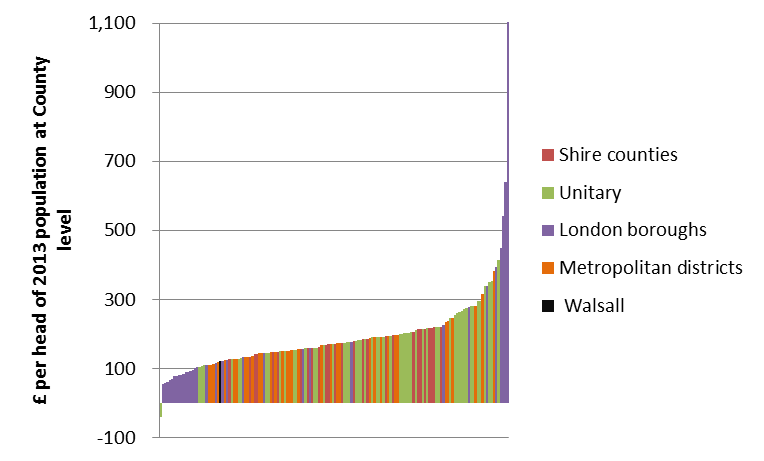 £ per head of 2013 population at County
level
1,100
900
700
500
300
100
-100
Shire counties
Unitary
London boroughs
Metropolitan districts
Walsall